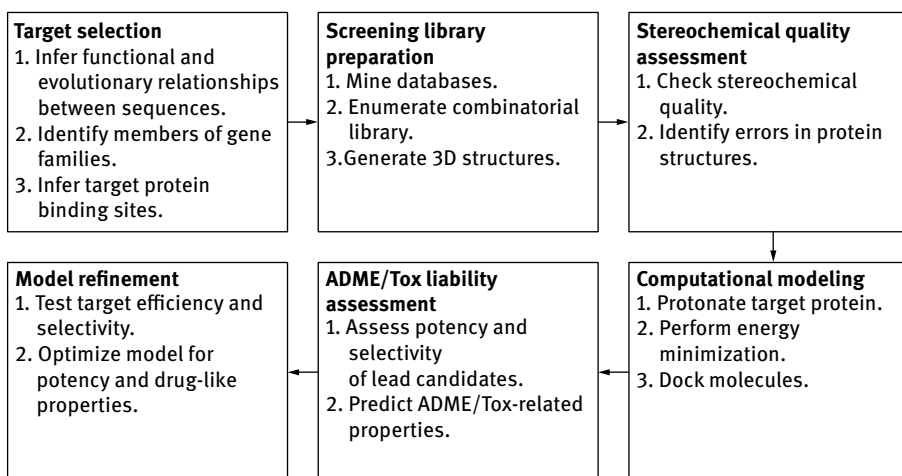 Target selection
1. Infer functional and
evolutionary relationships
between sequences.
2. Identify members of gene
families.
3. Infer target protein
binding sites.
Screening library
preparation
1. Mine databases.
2. Enumerate combinatorial
library.
3.Generate 3D structures.
Stereochemical quality
assessment
1. Check stereochemical
quality.
2. Identify errors in protein
structures.
Computational modeling
1. Protonate target protein.
2. Perform energy
minimization.
3. Dock molecules.
ADME/Tox liability
assessment
1. Assess potency and
selectivity
of lead candidates.
2. Predict ADME/Tox-related
properties.
Model refinement
1. Test target efficiency and
selectivity.
2. Optimize model for
potency and drug-like
properties.